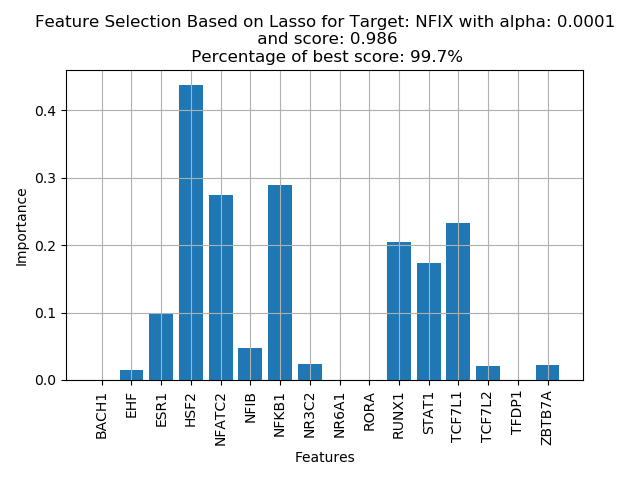 Feature Selection Based on Lasso for Target: NFIX with alpha: 0.0001
and score: 0.986
Percentage of best score: 99.7%
Importance
0.4
0.3
0.2
0.1
0.0
BACH1
EHF
ESR1
HSF2
NFATC2
NFIB
NFKB1
NR3C2
NR6A1
RORA
RUNX1
STAT1
TCF7L1
TCF7L2
TFDP1
ZBTB7A
Features